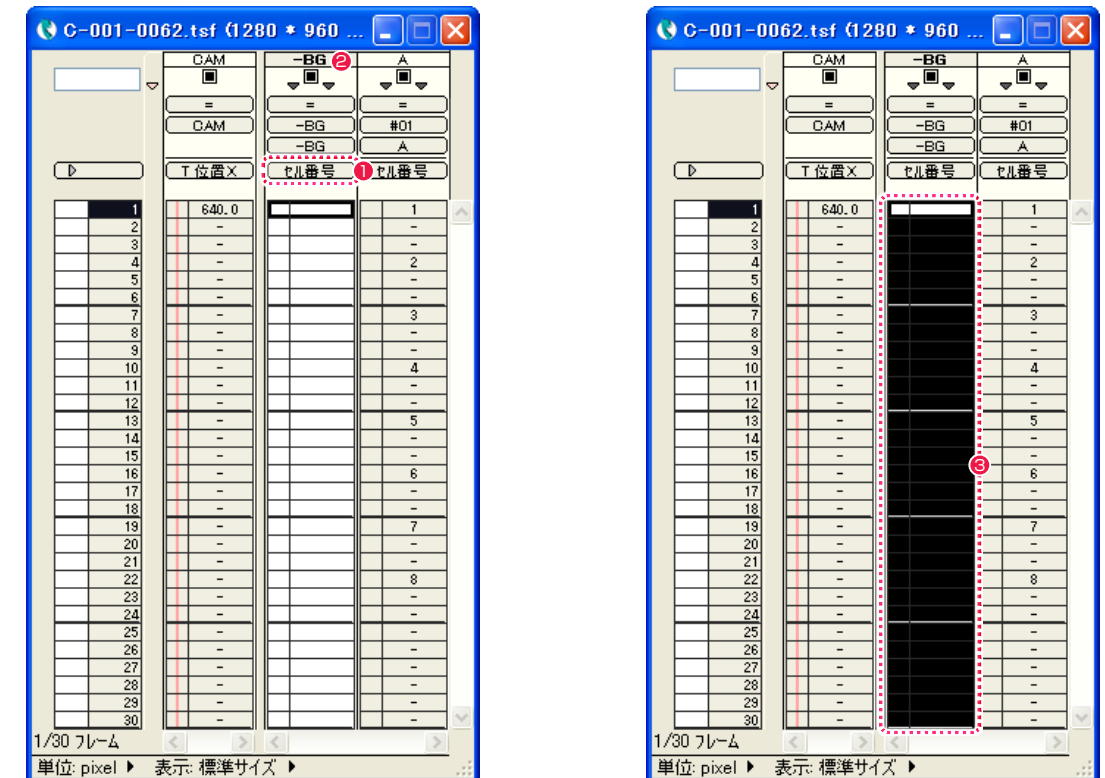 C-001-0062.tsf (1280 * 960 ...
CAM -BG ❷ A
= = =
CAM -BG #01
-BG A
T 位置X セル番号 ❶ セル番号
1 640.0 1
2 - -
3 - -
4 - 2
5 - -
6 - -
7 - 3
8 - -
9 - -
10 - 4
11 - -
12 - -
13 - 5
14 - -
15 - -
16 - 6
17 - -
18 - -
19 - 7
20 - -
21 - -
22 - 8
23 - -
24 - -
25 - -
26 - -
27 - -
28 - -
29 - -
30 - -
1/30 フレーム
単位: pixel 表示: 標準サイズ
C-001-0062.tsf (1280 * 960 ...
CAM -BG A
= = =
CAM -BG #01
-BG A
T 位置X セル番号 セル番号
1 640.0 1
2 - -
3 - -
4 - 2
5 - -
6 - -
7 - 3
8 - -
9 - -
10 - 4
11 - -
12 - -
13 - 5
14 - -
15 - -
16 - ❸ 6
17 - -
18 - -
19 - 7
20 - -
21 - -
22 - 8
23 - -
24 - -
25 - -
26 - -
27 - -
28 - -
29 - -
30 - -
1/30 フレーム
単位: pixel 表示: 標準サイズ